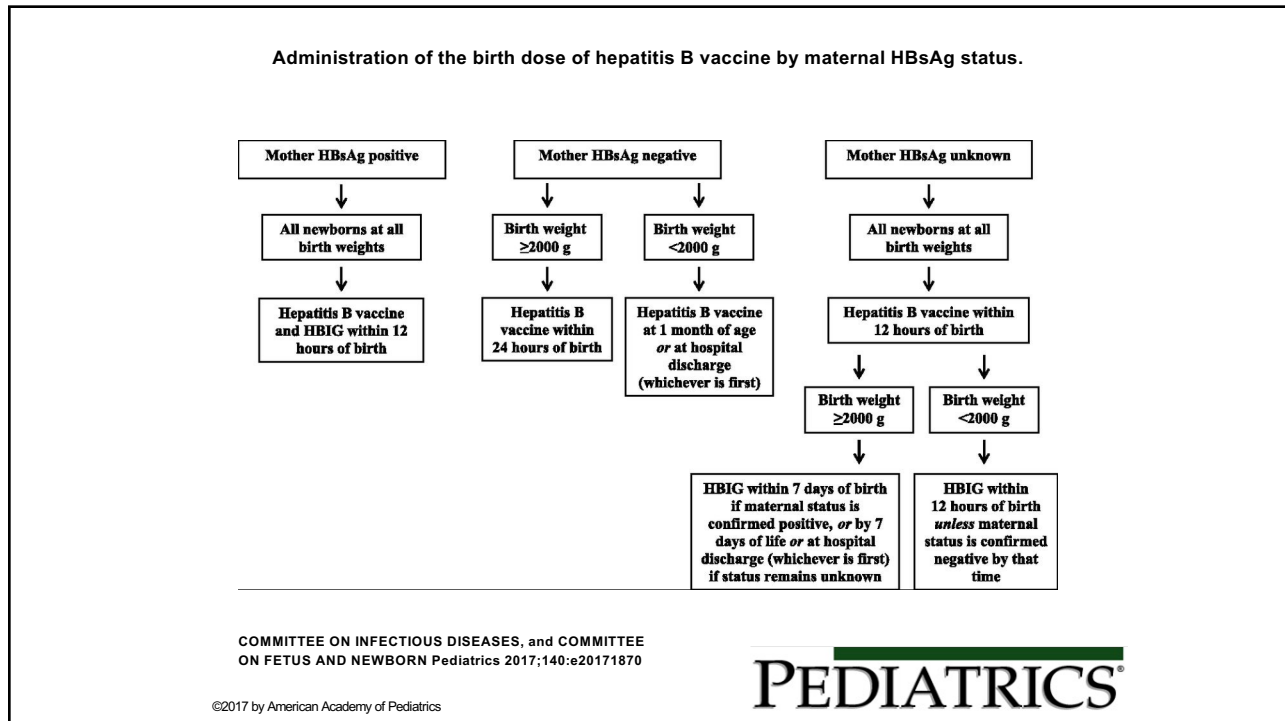 Administration of the birth dose of hepatitis B vaccine by maternal HBsAg status.
Mother HBsAg positive
All newborns at all
birth weights
Hepatitis B vaccine
and HBIG within 12
hours of birth
Mother HBsAg negative
Birth weight
≥2000 g
Hepatitis B
vaccine within
24 hours of birth
Birth weight
<2000 g
Hepatitis B vaccine
at 1 month of age
or at hospital
discharge
(whichever is first)
Mother HBsAg unknown
All newborns at all
birth weights
Hepatitis B vaccine within
12 hours of birth
Birth weight
≥2000 g
HBIG within 7 days of birth
if maternal status is
confirmed positive, or by 7
days of life or at hospital
discharge (whichever is first)
if status remains unknown
Birth weight
<2000 g
HBIG within
12 hours of birth
unless maternal
status is confirmed
negative by that
time
COMMITTEE ON INFECTIOUS DISEASES, and COMMITTEE
ON FETUS AND NEWBORN Pediatrics 2017;140:e20171870
©2017 by American Academy of Pediatrics
PEDIATRICS®